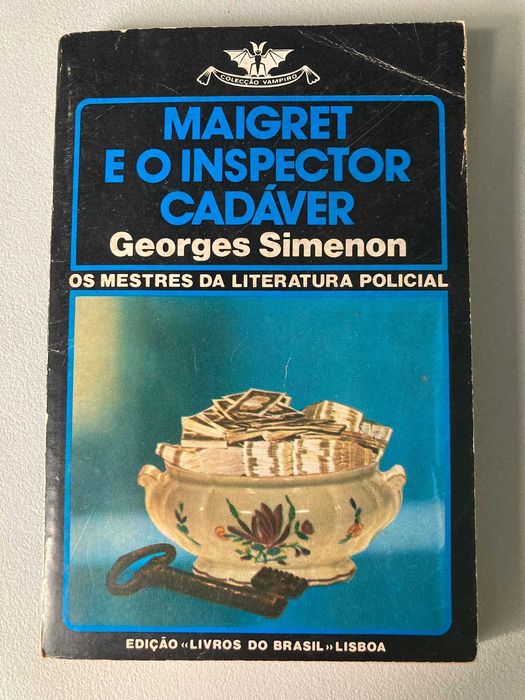 COLECÇÃO VAMPIRO
MAIGRET
E O INSPECTOR
CADÁVER
Georges Simenon
OS MESTRES DA LITERATURA POLICIAL
EDIÇÃO «LIVROS DO BRASIL» LISBOA